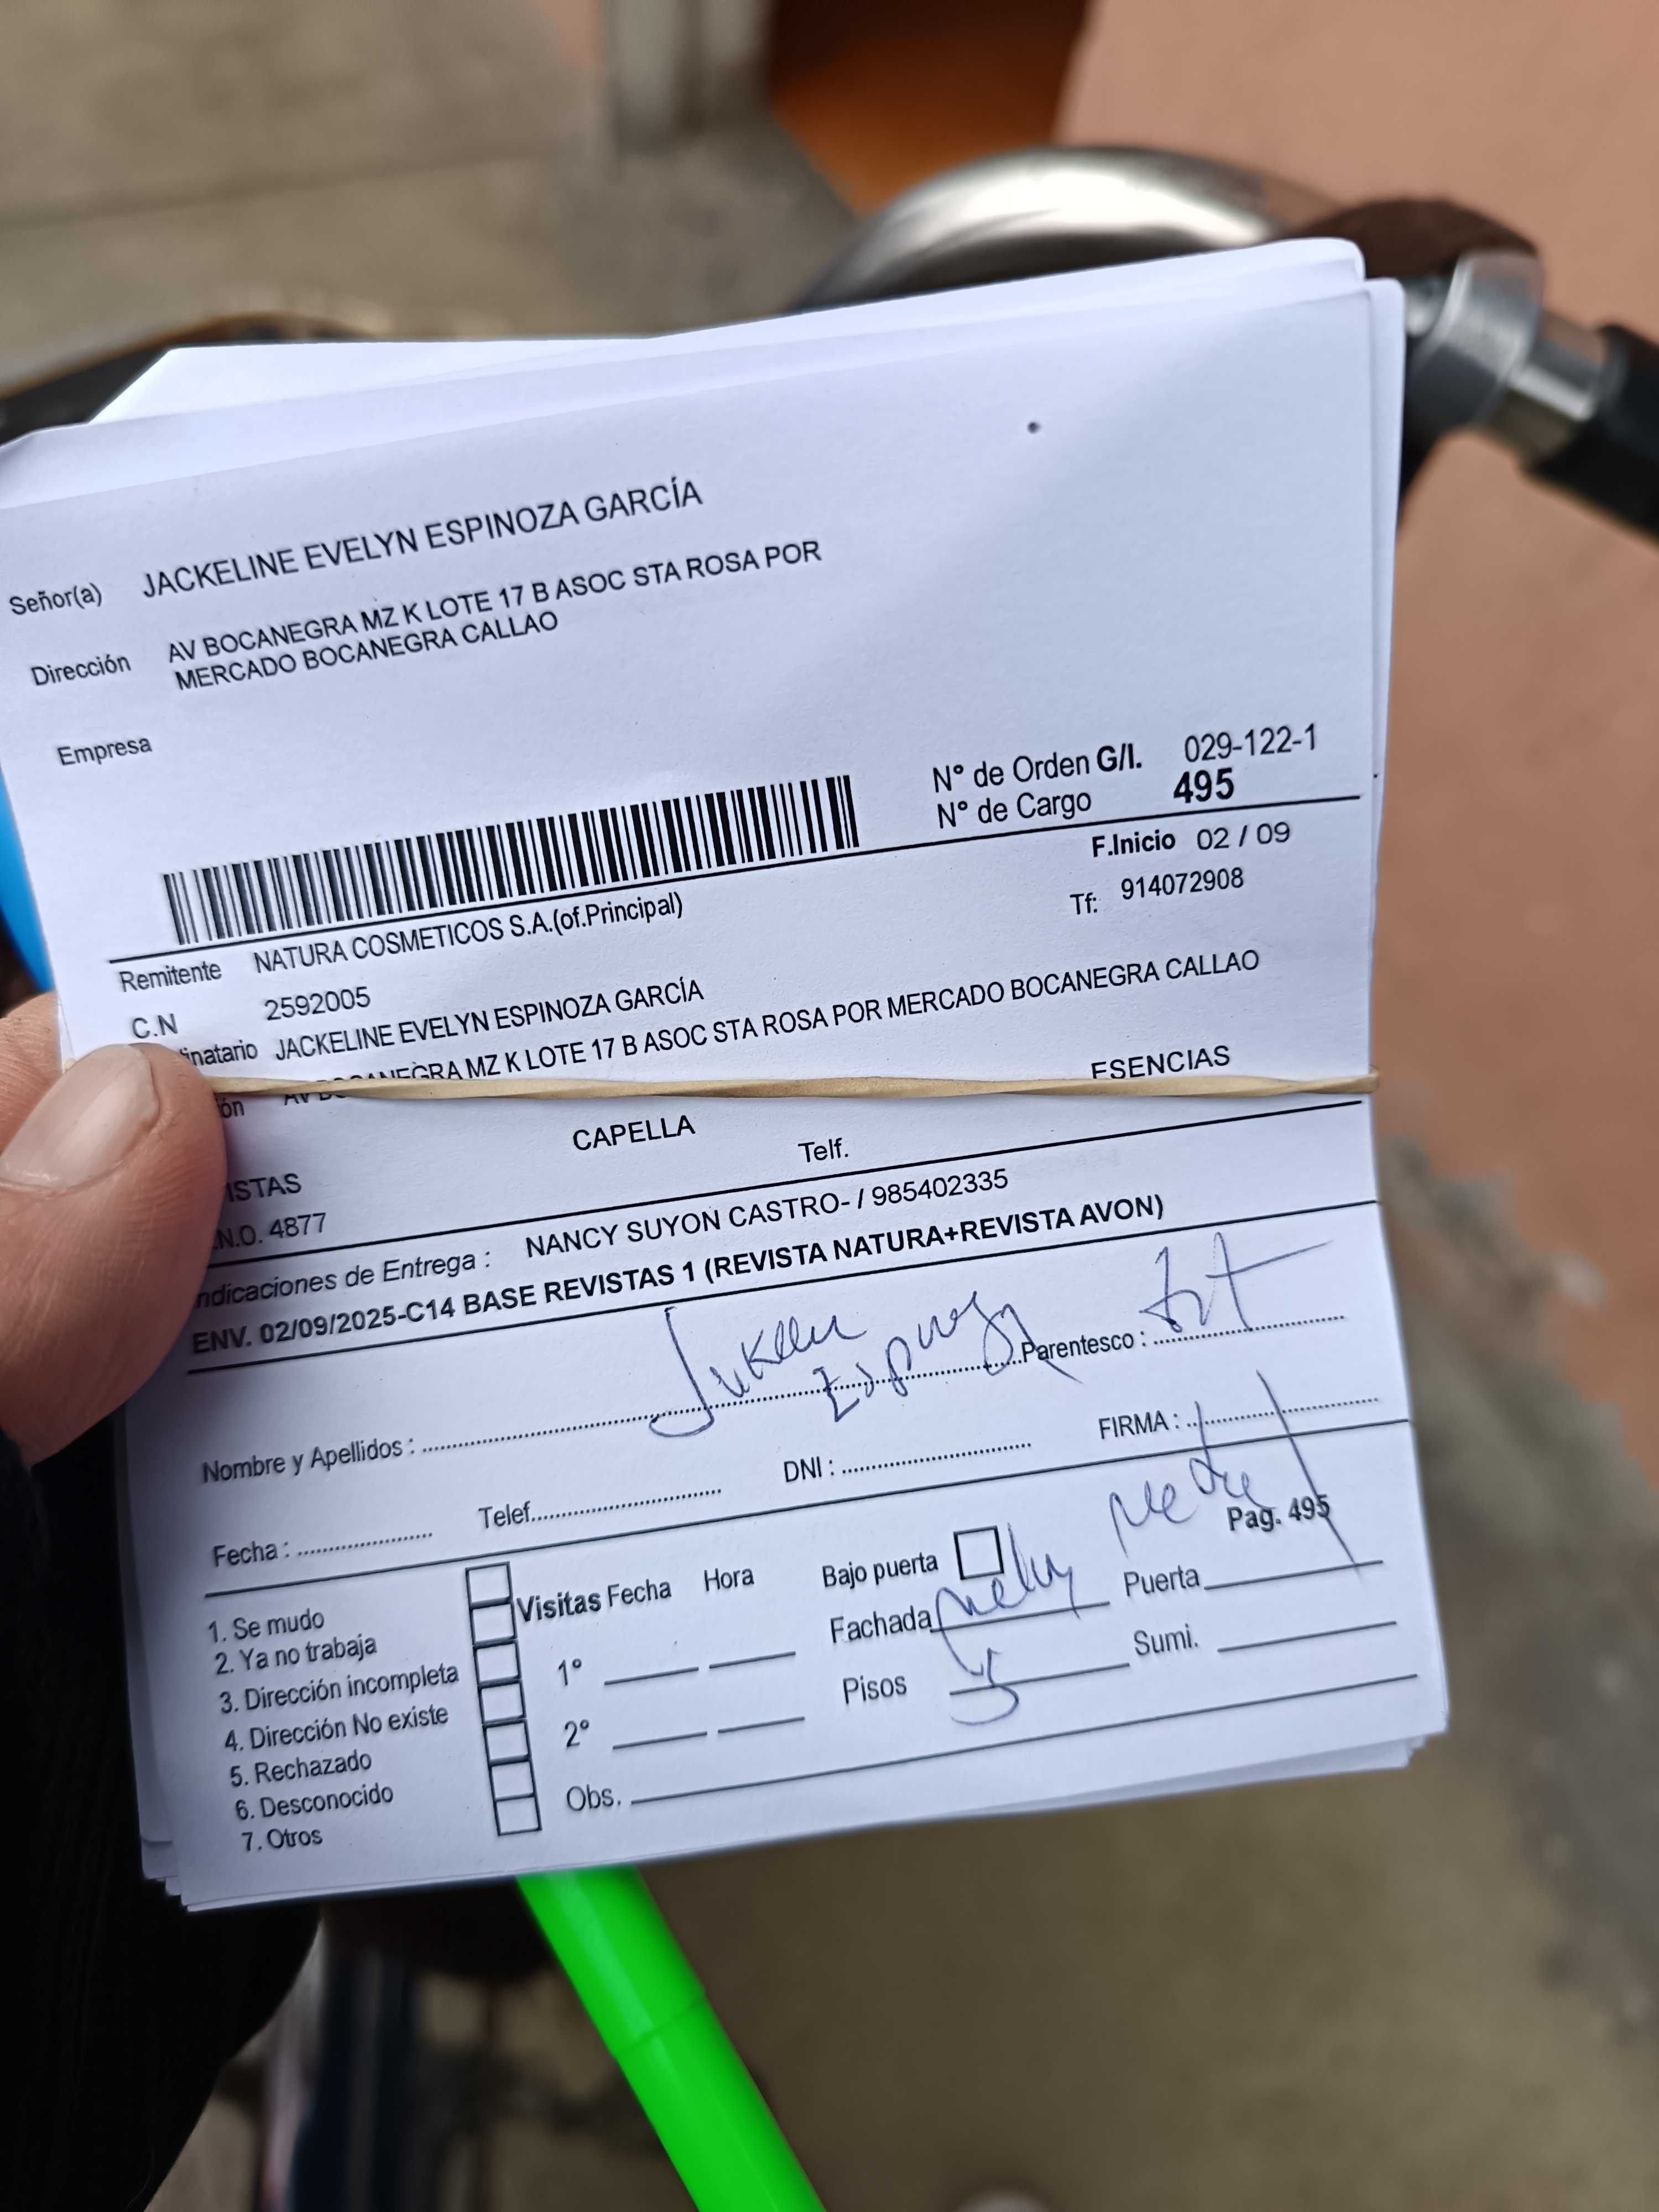 Señor(a) JACKELINE EVELYN ESPINOZA GARCÍA
Dirección AV BOCANEGRA MZ K LOTE 17 B ASOC STA ROSA POR
MERCADO BOCANEGRA CALLAO
Empresa
N° de Orden G/I. 029-122-1
N° de Cargo 495
F.Inicio 02 / 09
Remitente NATURA COSMETICOS S.A.(of.Principal) Tf: 914072908
C.N 2592005
inatario JACKELINE EVELYN ESPINOZA GARCÍA
ón AV BOCANEGRA MZ K LOTE 17 B ASOC STA ROSA POR MERCADO BOCANEGRA CALLAO
CAPELLA ESENCIAS
ISTAS Telf.
N.O. 4877
ndicaciones de Entrega : NANCY SUYON CASTRO- / 985402335
ENV. 02/09/2025-C14 BASE REVISTAS 1 (REVISTA NATURA+REVISTA AVON)
Nombre y Apellidos : Parentesco : Tit
Fecha : Telef. DNI : FIRMA :
Pag. 495
1. Se mudo
2. Ya no trabaja
3. Dirección incompleta
4. Dirección No existe
5. Rechazado
6. Desconocido
7. Otros
Visitas Fecha Hora
1°
2°
Obs.
Bajo puerta
Fachada Puerta
Pisos Sumi.